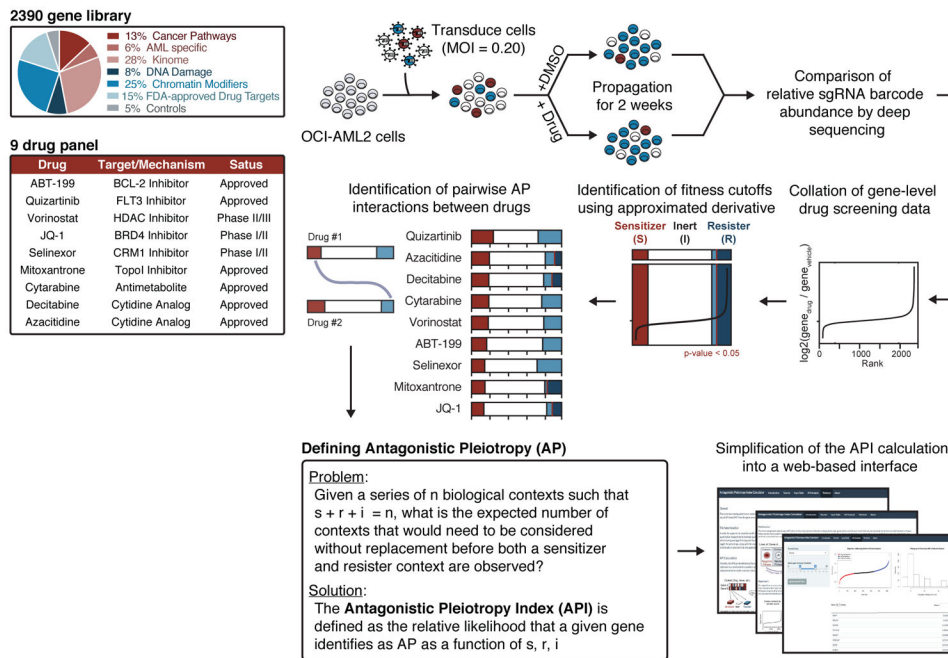 2390 gene library
13% Cancer Pathways
6% AML specific
28% Kinome
8% DNA Damage
25% Chromatin Modifiers
15% FDA-approved Drug Targets
5% Controls
Transduce cells
(MOI = 0.20)
OCI-AML2 cells
+DMSO
+ Drug
Propagation
for 2 weeks
Comparison of
relative sgRNA barcode
abundance by deep
sequencing
9 drug panel
Drug Target/Mechanism Satus
ABT-199 BCL-2 Inhibitor Approved
Quizartinib FLT3 Inhibitor Approved
Vorinostat HDAC Inhibitor Phase II/III
JQ-1 BRD4 Inhibitor Phase I/II
Selinexor CRM1 Inhibitor Phase I/II
Mitoxantrone TopoI Inhibitor Approved
Cytarabine Antimetabolite Approved
Decitabine Cytidine Analog Approved
Azacitidine Cytidine Analog Approved
Identification of pairwise AP
interactions between drugs
Drug #1
Drug #2
Quizartinib
Azacitidine
Decitabine
Cytarabine
Vorinostat
ABT-199
Selinexor
Mitoxantrone
JQ-1
Identification of fitness cutoffs
using approximated derivative
Sensitizer Inert Resister
(S) (I) (R)
p-value < 0.05
Collation of gene-level
drug screening data
log2(gene drug / gene vehicle)
0 1000 2000
Rank
Defining Antagonistic Pleiotropy (AP)
Problem:
Given a series of n biological contexts such that
s + r + i = n, what is the expected number of
contexts that would need to be considered
without replacement before both a sensitizer
and resister context are observed?
Solution:
The Antagonistic Pleiotropy Index (API) is
defined as the relative likelihood that a given gene
identifies as AP as a function of s, r, i
Simplification of the API calculation
into a web-based interface